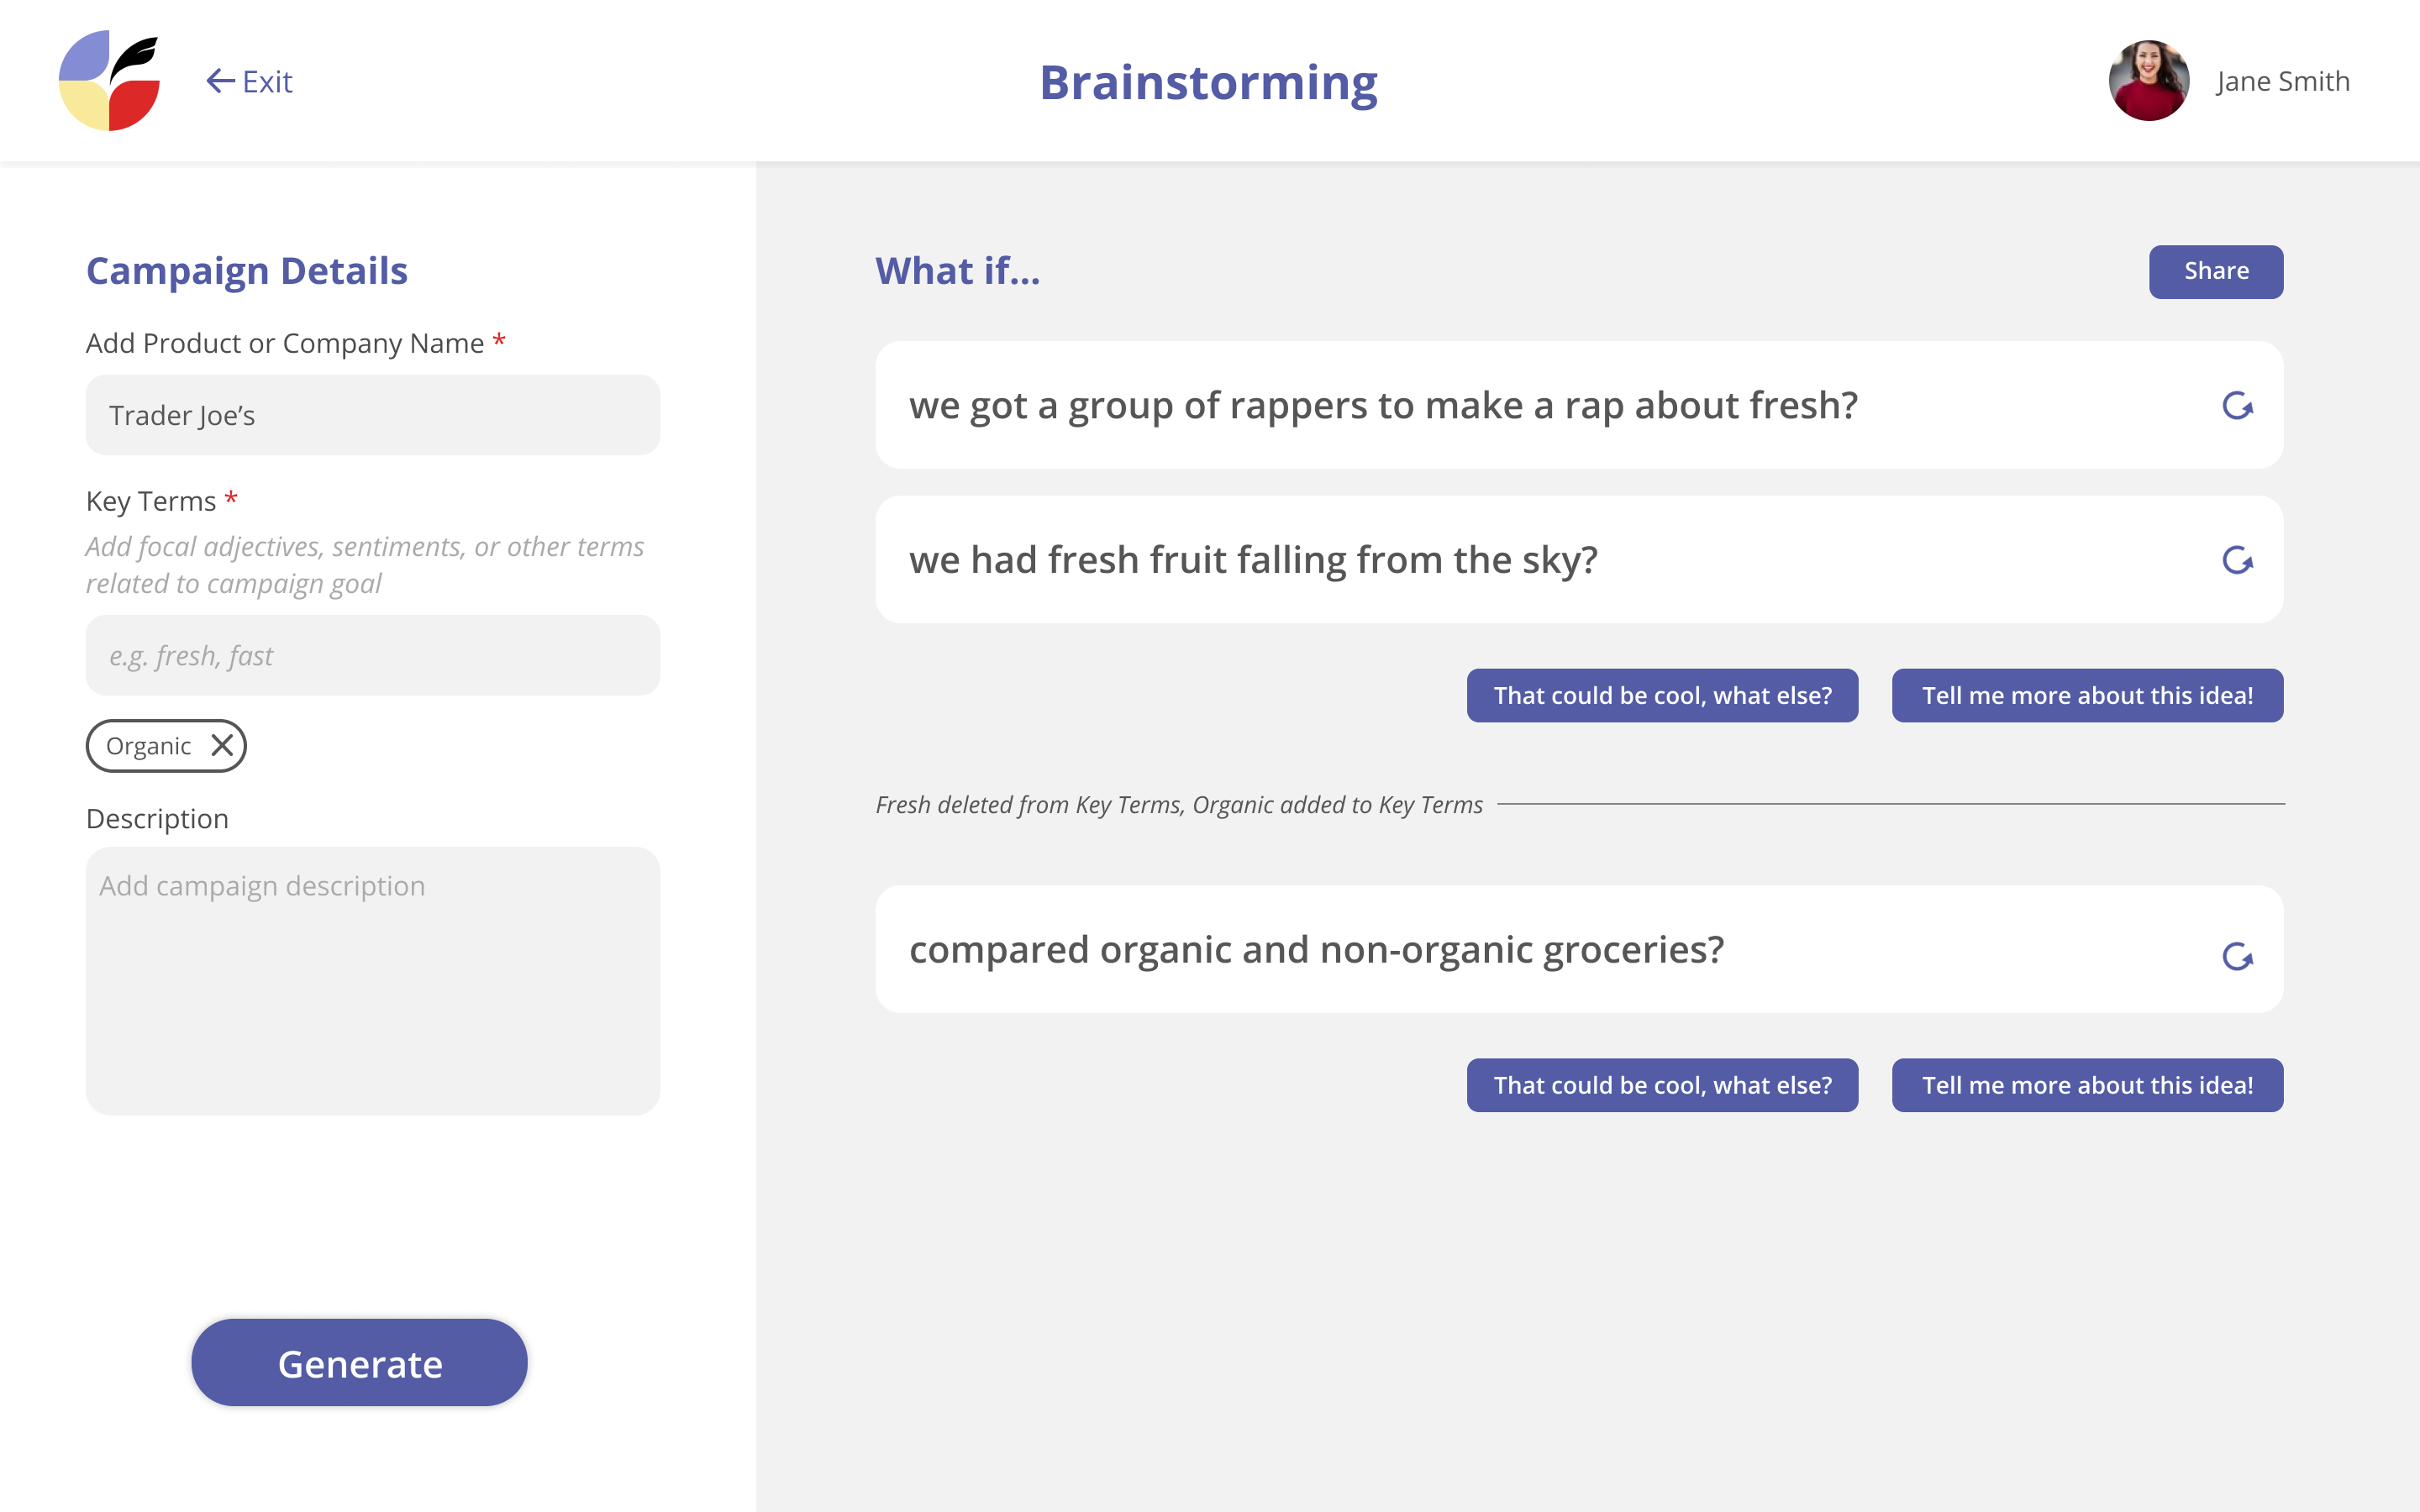 Exit
Brainstorming
Jane Smith
Campaign Details
Add Product or Company Name *
Trader Joe’s
Key Terms *
Add focal adjectives, sentiments, or other terms
related to campaign goal
e.g. fresh, fast
Organic
Description
Add campaign description
Generate
What if...
Share
we got a group of rappers to make a rap about fresh?
we had fresh fruit falling from the sky?
That could be cool, what else?
Tell me more about this idea!
Fresh deleted from Key Terms, Organic added to Key Terms
compared organic and non-organic groceries?
That could be cool, what else?
Tell me more about this idea!